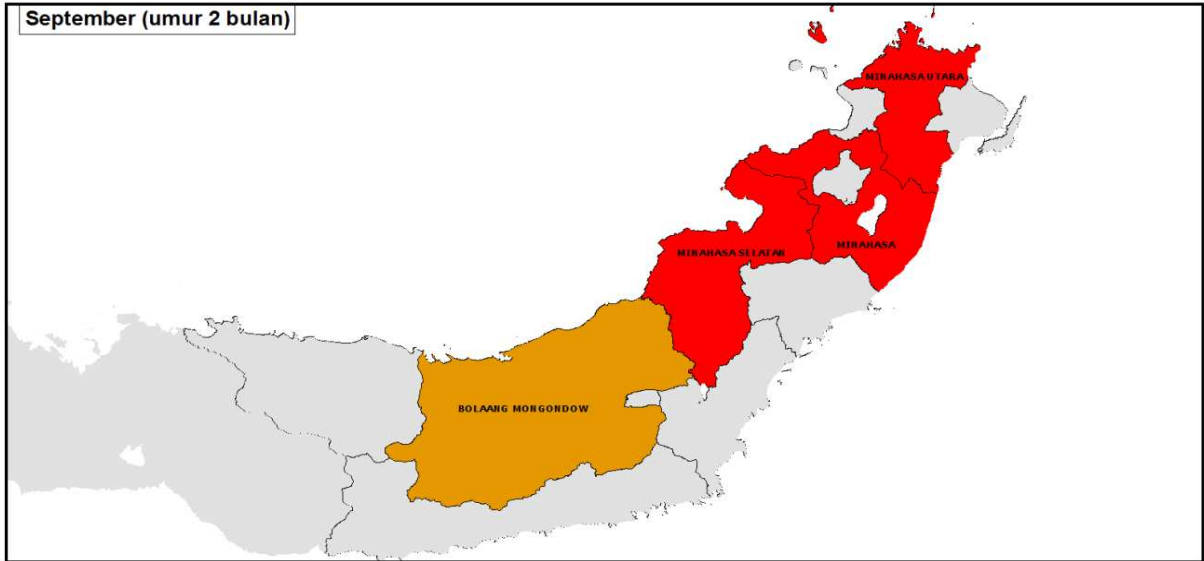 September (umur 2 bulan)
MINAHASA UTARA
MINAHASA
MINAHASA SELATAN
BOLAANG MONGONDOW